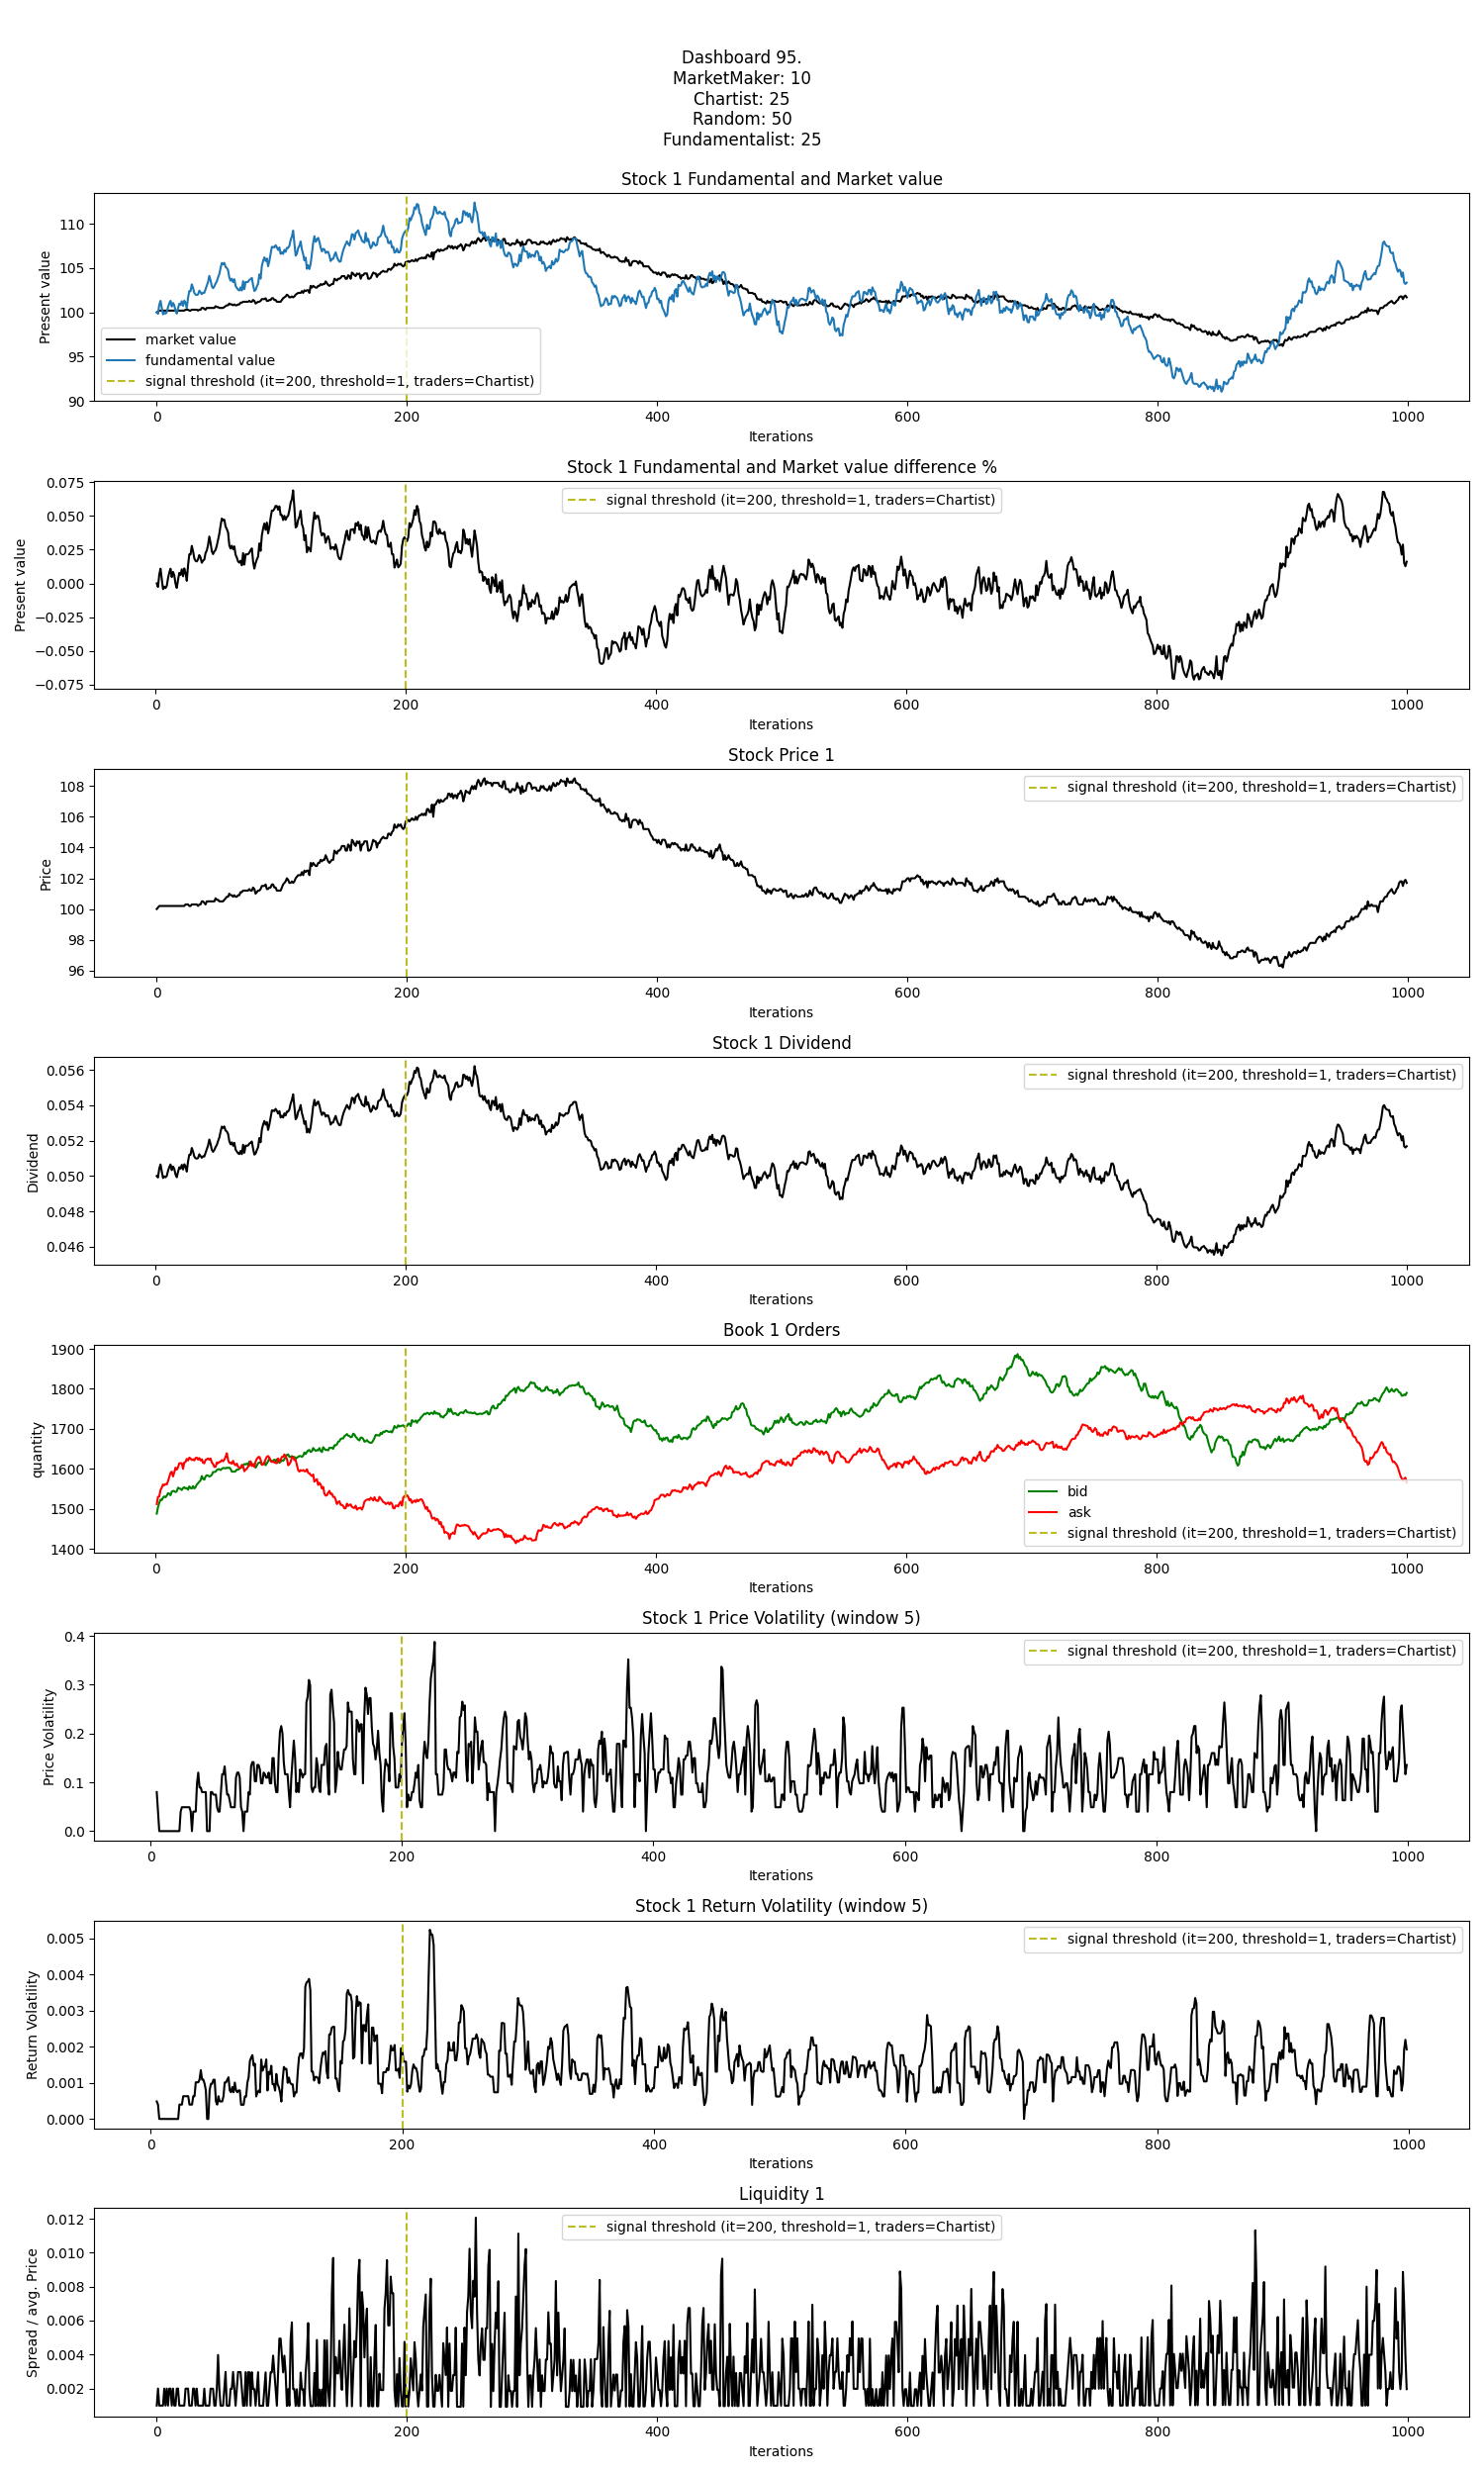 Dashboard 95.
MarketMaker: 10
Chartist: 25
Random: 50
Fundamentalist: 25
Stock 1 Fundamental and Market value
Present value
110
105
100
95
90
market value
fundamental value
signal threshold (it=200, threshold=1, traders=Chartist)
0 200 400 600 800 1000
Iterations
Stock 1 Fundamental and Market value difference %
Present value
0.075
0.050
0.025
0.000
−0.025
−0.050
−0.075
signal threshold (it=200, threshold=1, traders=Chartist)
0 200 400 600 800 1000
Iterations
Stock Price 1
Price
108
106
104
102
100
98
96
signal threshold (it=200, threshold=1, traders=Chartist)
0 200 400 600 800 1000
Iterations
Stock 1 Dividend
Dividend
0.056
0.054
0.052
0.050
0.048
0.046
signal threshold (it=200, threshold=1, traders=Chartist)
0 200 400 600 800 1000
Iterations
Book 1 Orders
quantity
1900
1800
1700
1600
1500
1400
bid
ask
signal threshold (it=200, threshold=1, traders=Chartist)
0 200 400 600 800 1000
Iterations
Stock 1 Price Volatility (window 5)
Price Volatility
0.4
0.3
0.2
0.1
0.0
signal threshold (it=200, threshold=1, traders=Chartist)
0 200 400 600 800 1000
Iterations
Stock 1 Return Volatility (window 5)
Return Volatility
0.005
0.004
0.003
0.002
0.001
0.000
signal threshold (it=200, threshold=1, traders=Chartist)
0 200 400 600 800 1000
Iterations
Liquidity 1
Spread / avg. Price
0.012
0.010
0.008
0.006
0.004
0.002
signal threshold (it=200, threshold=1, traders=Chartist)
0 200 400 600 800 1000
Iterations